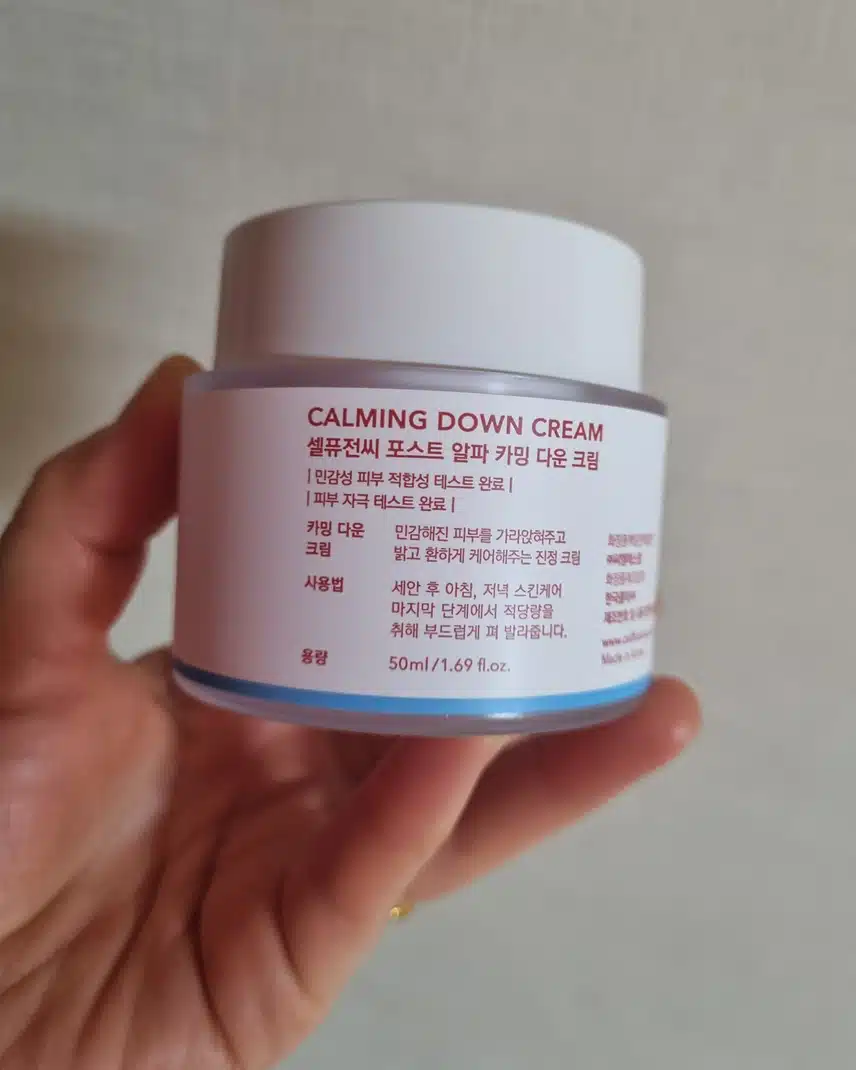 CALMING DOWN CREAM
셀퓨전씨 포스트 알파 카밍 다운 크림
| 민감성 피부 적합성 테스트 완료 |
| 피부 자극 테스트 완료 |
카밍 다운 크림
민감해진 피부를 가라앉혀주고
밝고 환하게 케어해주는 진정 크림
사용법
세안 후 아침, 저녁 스킨케어
마지막 단계에서 적당량을
취해 부드럽게 펴 발라줍니다.
용량
50ml/1.69 fl.oz.
Made in